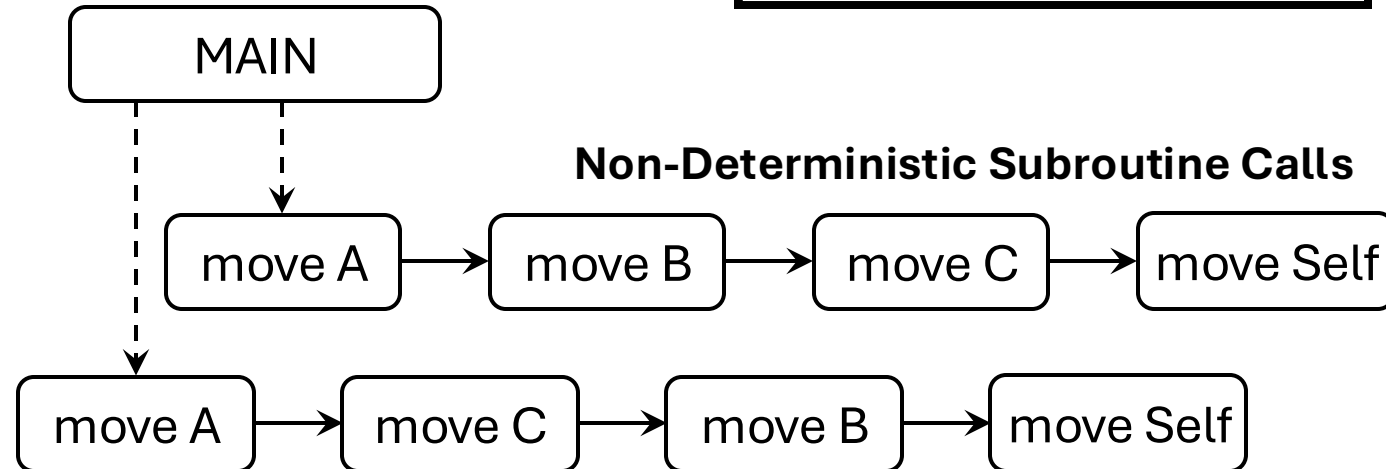 MAIN
Non-Deterministic Subroutine Calls
move A move B move C move Self
move A move C move B move Self